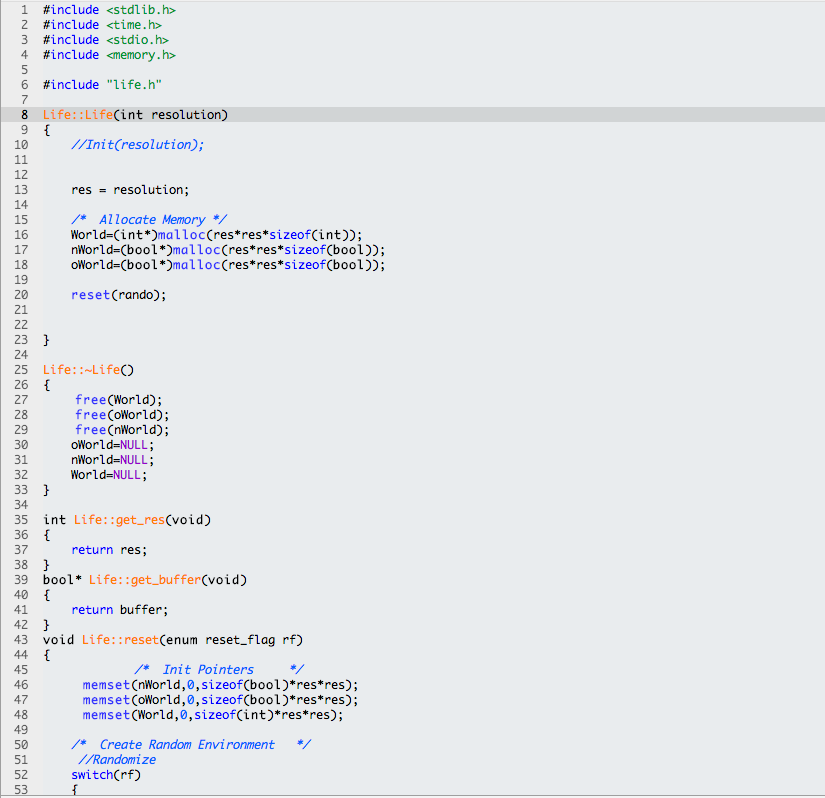 1 #include <stdlib.h>
2 #include <time.h>
3 #include <stdio.h>
4 #include <memory.h>
5
6 #include "life.h"
7
8 Life::Life(int resolution)
9 {
10 //Init(resolution);
11
12
13 res = resolution;
14
15 /* Allocate Memory */
16 World=(int*)malloc(res*res*sizeof(int));
17 nWorld=(bool*)malloc(res*res*sizeof(bool));
18 oWorld=(bool*)malloc(res*res*sizeof(bool));
19
20 reset(rando);
21
22
23 }
24
25 Life::~Life()
26 {
27 free(World);
28 free(oWorld);
29 free(nWorld);
30 oWorld=NULL;
31 nWorld=NULL;
32 World=NULL;
33 }
34
35 int Life::get_res(void)
36 {
37 return res;
38 }
39 bool* Life::get_buffer(void)
40 {
41 return buffer;
42 }
43 void Life::reset(enum reset_flag rf)
44 {
45 /* Init Pointers */
46 memset(nWorld,0,sizeof(bool)*res*res);
47 memset(oWorld,0,sizeof(bool)*res*res);
48 memset(World,0,sizeof(int)*res*res);
49
50 /* Create Random Environment */
51 //Randomize
52 switch(rf)
53 {